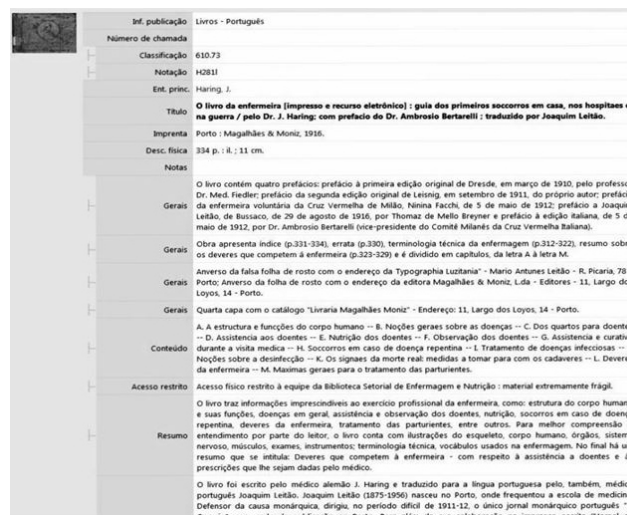 Inf. publicação Livros - Português
Número de chamada
Classificação 610.73
Notação H281l
Ent. princ. Haring, J.
Título O livro da enfermeira [impresso e recurso eletrônico] : guia dos primeiros soccorros em casa, nos hospitaes e
na guerra / pelo Dr. J. Haring; com prefacio do Dr. Ambrosio Bertarelli ; traduzido por Joaquim Leitão.
Imprenta Porto : Magalhães & Moniz, 1916.
Desc. física 334 p. : il. ; 11 cm.
Notas
O livro contém quatro prefácios: prefácio à primeira edição original de Dresde, em março de 1910, pelo professo
Dr. Med. Fiedler; prefácio da segunda edição original de Leisnig, em setembro de 1911, do próprio autor; prefáci
Gerais da enfermeira voluntária da Cruz Vermelha de Milão, Ninina Facchi, de 5 de maio de 1912; prefácio a Joaqui
Leitão, de Bussaco, de 29 de agosto de 1916, por Thomaz de Mello Breyner e prefácio à edição italiana, de 5 d
maio de 1912, por Dr. Ambrosio Bertarelli (vice-presidente do Comitê Milanês da Cruz Vermelha Italiana).
Gerais Obra apresenta índice (p.331-334), errata (p.330), terminologia técnica da enfermagem (p.312-322), resumo sobr
os deveres que competem á enfermeira (p.323-329) e é dividido em capítulos, da letra A à letra M.
Anverso da falsa folha de rosto com o endereço da Typographia Luzitania" - Mario Antunes Leitão - R. Picaria, 78
Gerais Porto; Anverso da folha de rosto com o endereço da editora Magalhães & Moniz, L.da - Editores - 11, Largo do
Loyos, 14 - Porto.
Gerais Quarta capa com o catálogo "Livraria Magalhães Moniz" - Endereço: 11, Largo dos Loyos, 14 - Porto.
A. A estructura e funcções do corpo humano -- B. Noções geraes sobre as doenças -- C. Dos quartos para doente
-- D. Assistencia aos doentes -- E. Nutrição dos doentes -- F. Observação dos doentes -- G. Assistencia e curativ
Conteúdo durante a visita medica -- H. Soccorros em caso de doença repentina -- I. Tratamento de doenças infecciosas --
Noções sobre a desinfecção -- K. Os signaes da morte real: medidas a tomar para com os cadaveres -- L. Devere
da enfermeira -- M. Maximas geraes para o tratamento das parturientes.
Acesso restrito Acesso físico restrito à equipe da Biblioteca Setorial de Enfermagem e Nutrição : material extremamente frágil.
O livro traz informações imprescindíveis ao exercício profissional da enfermeira, como: estrutura do corpo human
e suas funções, doenças em geral, assistência e observação dos doentes, nutrição, socorros em caso de doenç
repentina, deveres da enfermeira, tratamento das parturientes, entre outros. Para melhor compreensão
Resumo entendimento por parte do leitor, o livro conta com ilustrações do esqueleto, corpo humano, órgãos, sistem
nervoso, músculos, exames, instrumentos; terminologia técnica, vocábulos usados na enfermagem. No final há u
resumo que se intitula: Deveres que competem à enfermeira - com respeito à assistência a doentes e à
prescrições que lhe sejam dadas pelo médico.
O livro foi escrito pelo médico alemão J. Haring e traduzido para a língua portuguesa pelo, também, médic
português Joaquim Leitão. Joaquim Leitão (1875-1956) nasceu no Porto, onde frequentou a escola de medicin
Defensor da causa monárquica, dirigiu, no período difícil de 1911-12, o único jornal monárquico português "